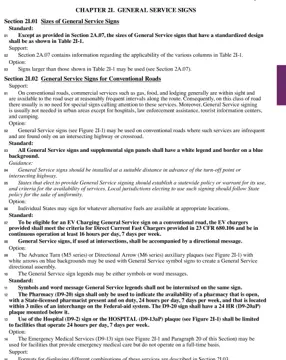 CHAPTER 2I. GENERAL SERVICE SIGNS
Section 2I.01 Sizes of General Service Signs
Standard:
01 Except as provided in Section 2A.07, the sizes of General Service signs that have a standardized design
shall be as shown in Table 2I-1.
Support:
02 Section 2A.07 contains information regarding the applicability of the various columns in Table 2I-1.
Option:
03 Signs larger than those shown in Table 2I-1 may be used (see Section 2A.07).
Section 2I.02 General Service Signs for Conventional Roads
Support:
01 On conventional roads, commercial services such as gas, food, and lodging generally are within sight and
are available to the road user at reasonably frequent intervals along the route. Consequently, on this class of road
there usually is no need for special signs calling attention to these services. Moreover, General Service signing
is usually not needed in urban areas except for hospitals, law enforcement assistance, tourist information centers,
and camping.
Option:
02 General Service signs (see Figure 2I-1) may be used on conventional roads where such services are infrequent
and are found only on an intersecting highway or crossroad.
Standard:
03 All General Service signs and supplemental sign panels shall have a white legend and border on a blue
background.
Guidance:
04 General Service signs should be installed at a suitable distance in advance of the turn-off point or
intersecting highway.
05 States that elect to provide General Service signing should establish a statewide policy or warrant for its use,
and criteria for the availability of services. Local jurisdictions electing to use such signing should follow State
policy for the sake of uniformity.
Option:
06 Individual States may sign for whatever alternative fuels are available at appropriate locations.
Standard:
07 To be eligible for an EV Charging General Service sign on a conventional road, the EV chargers
provided shall meet the criteria for Direct Current Fast Chargers provided in 23 CFR 680.106 and be in
continuous operation at least 16 hours per day, 7 days per week.
08 General Service signs, if used at intersections, shall be accompanied by a directional message.
Option:
09 The Advance Turn (M5 series) or Directional Arrow (M6 series) auxiliary plaques (see Figure 2I-1) with
white arrows on blue backgrounds may be used with General Service symbol signs to create a General Service
directional assembly.
10 The General Service sign legends may be either symbols or word messages.
Standard:
11 Symbols and word message General Service legends shall not be intermixed on the same sign.
12 The Pharmacy (D9-20) sign shall only be used to indicate the availability of a pharmacy that is open,
with a State-licensed pharmacist present and on duty, 24 hours per day, 7 days per week, and that is located
within 3 miles of an interchange on the Federal-aid system. The D9-20 sign shall have a 24 HR (D9-20aP)
plaque mounted below it.
13 Use of the Hospital (D9-2) sign or the HOSPITAL (D9-13aP) plaque (see Figure 2I-1) shall be limited
to facilities that operate 24 hours per day, 7 days per week.
Option:
14 The Emergency Medical Services (D9-13) sign (see Figure 2I-1 and Paragraph 20 of this Section) may be
used for facilities that provide emergency medical care but do not operate on a full-time basis.
Support:
15 Formats for displaying different combinations of these services are described in Section 2I.03.